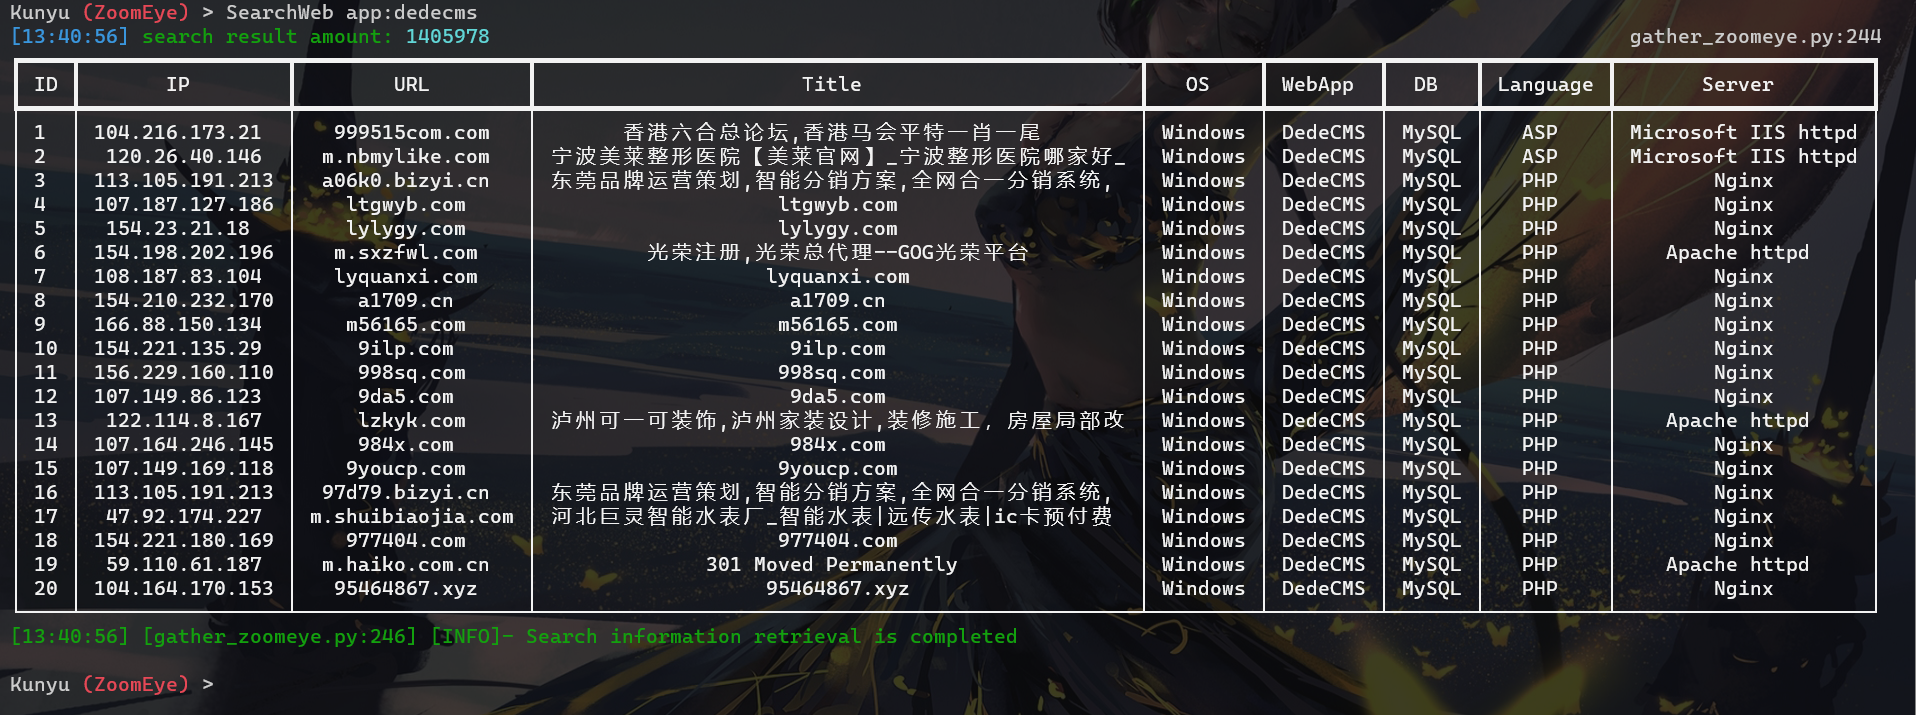 Kunyu (ZoomEye) > SearchWeb app:dedecms
[13:40:56] search result amount: 1405978 gather_zoomeye.py:244
ID IP URL Title OS WebApp DB Language Server
1 104.216.173.21 999515com.com 香港六合总论坛,香港马会平特一肖一尾 Windows DedeCMS MySQL ASP Microsoft IIS httpd
2 120.26.40.146 m.nbmylike.com 宁波美莱整形医院【美莱官网】_宁波整形医院哪家好_ Windows DedeCMS MySQL ASP Microsoft IIS httpd
3 113.105.191.213 a06k0.bizyi.cn 东莞品牌运营策划,智能分销方案,全网合一分销系统, Windows DedeCMS MySQL PHP Nginx
4 107.187.127.186 ltgwyb.com ltgwyb.com Windows DedeCMS MySQL PHP Nginx
5 154.23.21.18 lylygy.com lylygy.com Windows DedeCMS MySQL PHP Nginx
6 154.198.202.196 m.sxzfwl.com 光荣注册,光荣总代理--GOG光荣平台 Windows DedeCMS MySQL PHP Apache httpd
7 108.187.83.104 lyquanxi.com lyquanxi.com Windows DedeCMS MySQL PHP Nginx
8 154.210.232.170 a1709.cn a1709.cn Windows DedeCMS MySQL PHP Nginx
9 166.88.150.134 m56165.com m56165.com Windows DedeCMS MySQL PHP Nginx
10 154.221.135.29 9ilp.com 9ilp.com Windows DedeCMS MySQL PHP Nginx
11 156.229.160.110 998sq.com 998sq.com Windows DedeCMS MySQL PHP Nginx
12 107.149.86.123 9da5.com 9da5.com Windows DedeCMS MySQL PHP Nginx
13 122.114.8.167 lzkyk.com 泸州可一可装饰,泸州家装设计,装修施工，房屋局部改 Windows DedeCMS MySQL PHP Apache httpd
14 107.164.246.145 984x.com 984x.com Windows DedeCMS MySQL PHP Nginx
15 107.149.169.118 9youcp.com 9youcp.com Windows DedeCMS MySQL PHP Nginx
16 113.105.191.213 97d79.bizyi.cn 东莞品牌运营策划,智能分销方案,全网合一分销系统, Windows DedeCMS MySQL PHP Nginx
17 47.92.174.227 m.shuibiaojia.com 河北巨灵智能水表厂_智能水表|远传水表|ic卡预付费 Windows DedeCMS MySQL PHP Nginx
18 154.221.180.169 977404.com 977404.com Windows DedeCMS MySQL PHP Nginx
19 59.110.61.187 m.haiko.com.cn 301 Moved Permanently Windows DedeCMS MySQL PHP Apache httpd
20 104.164.170.153 95464867.xyz 95464867.xyz Windows DedeCMS MySQL PHP Nginx
[13:40:56] [gather_zoomeye.py:246] [INFO]- Search information retrieval is completed
Kunyu (ZoomEye) >